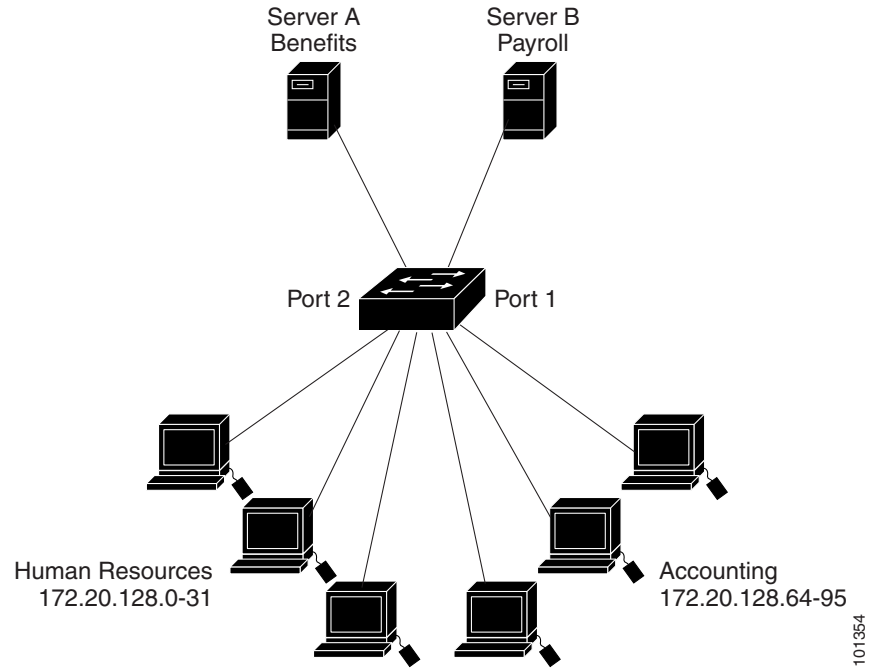 Server A
Benefits
Server B
Payroll
Port 2
Port 1
Human Resources
172.20.128.0-31
Accounting
172.20.128.64-95
101354